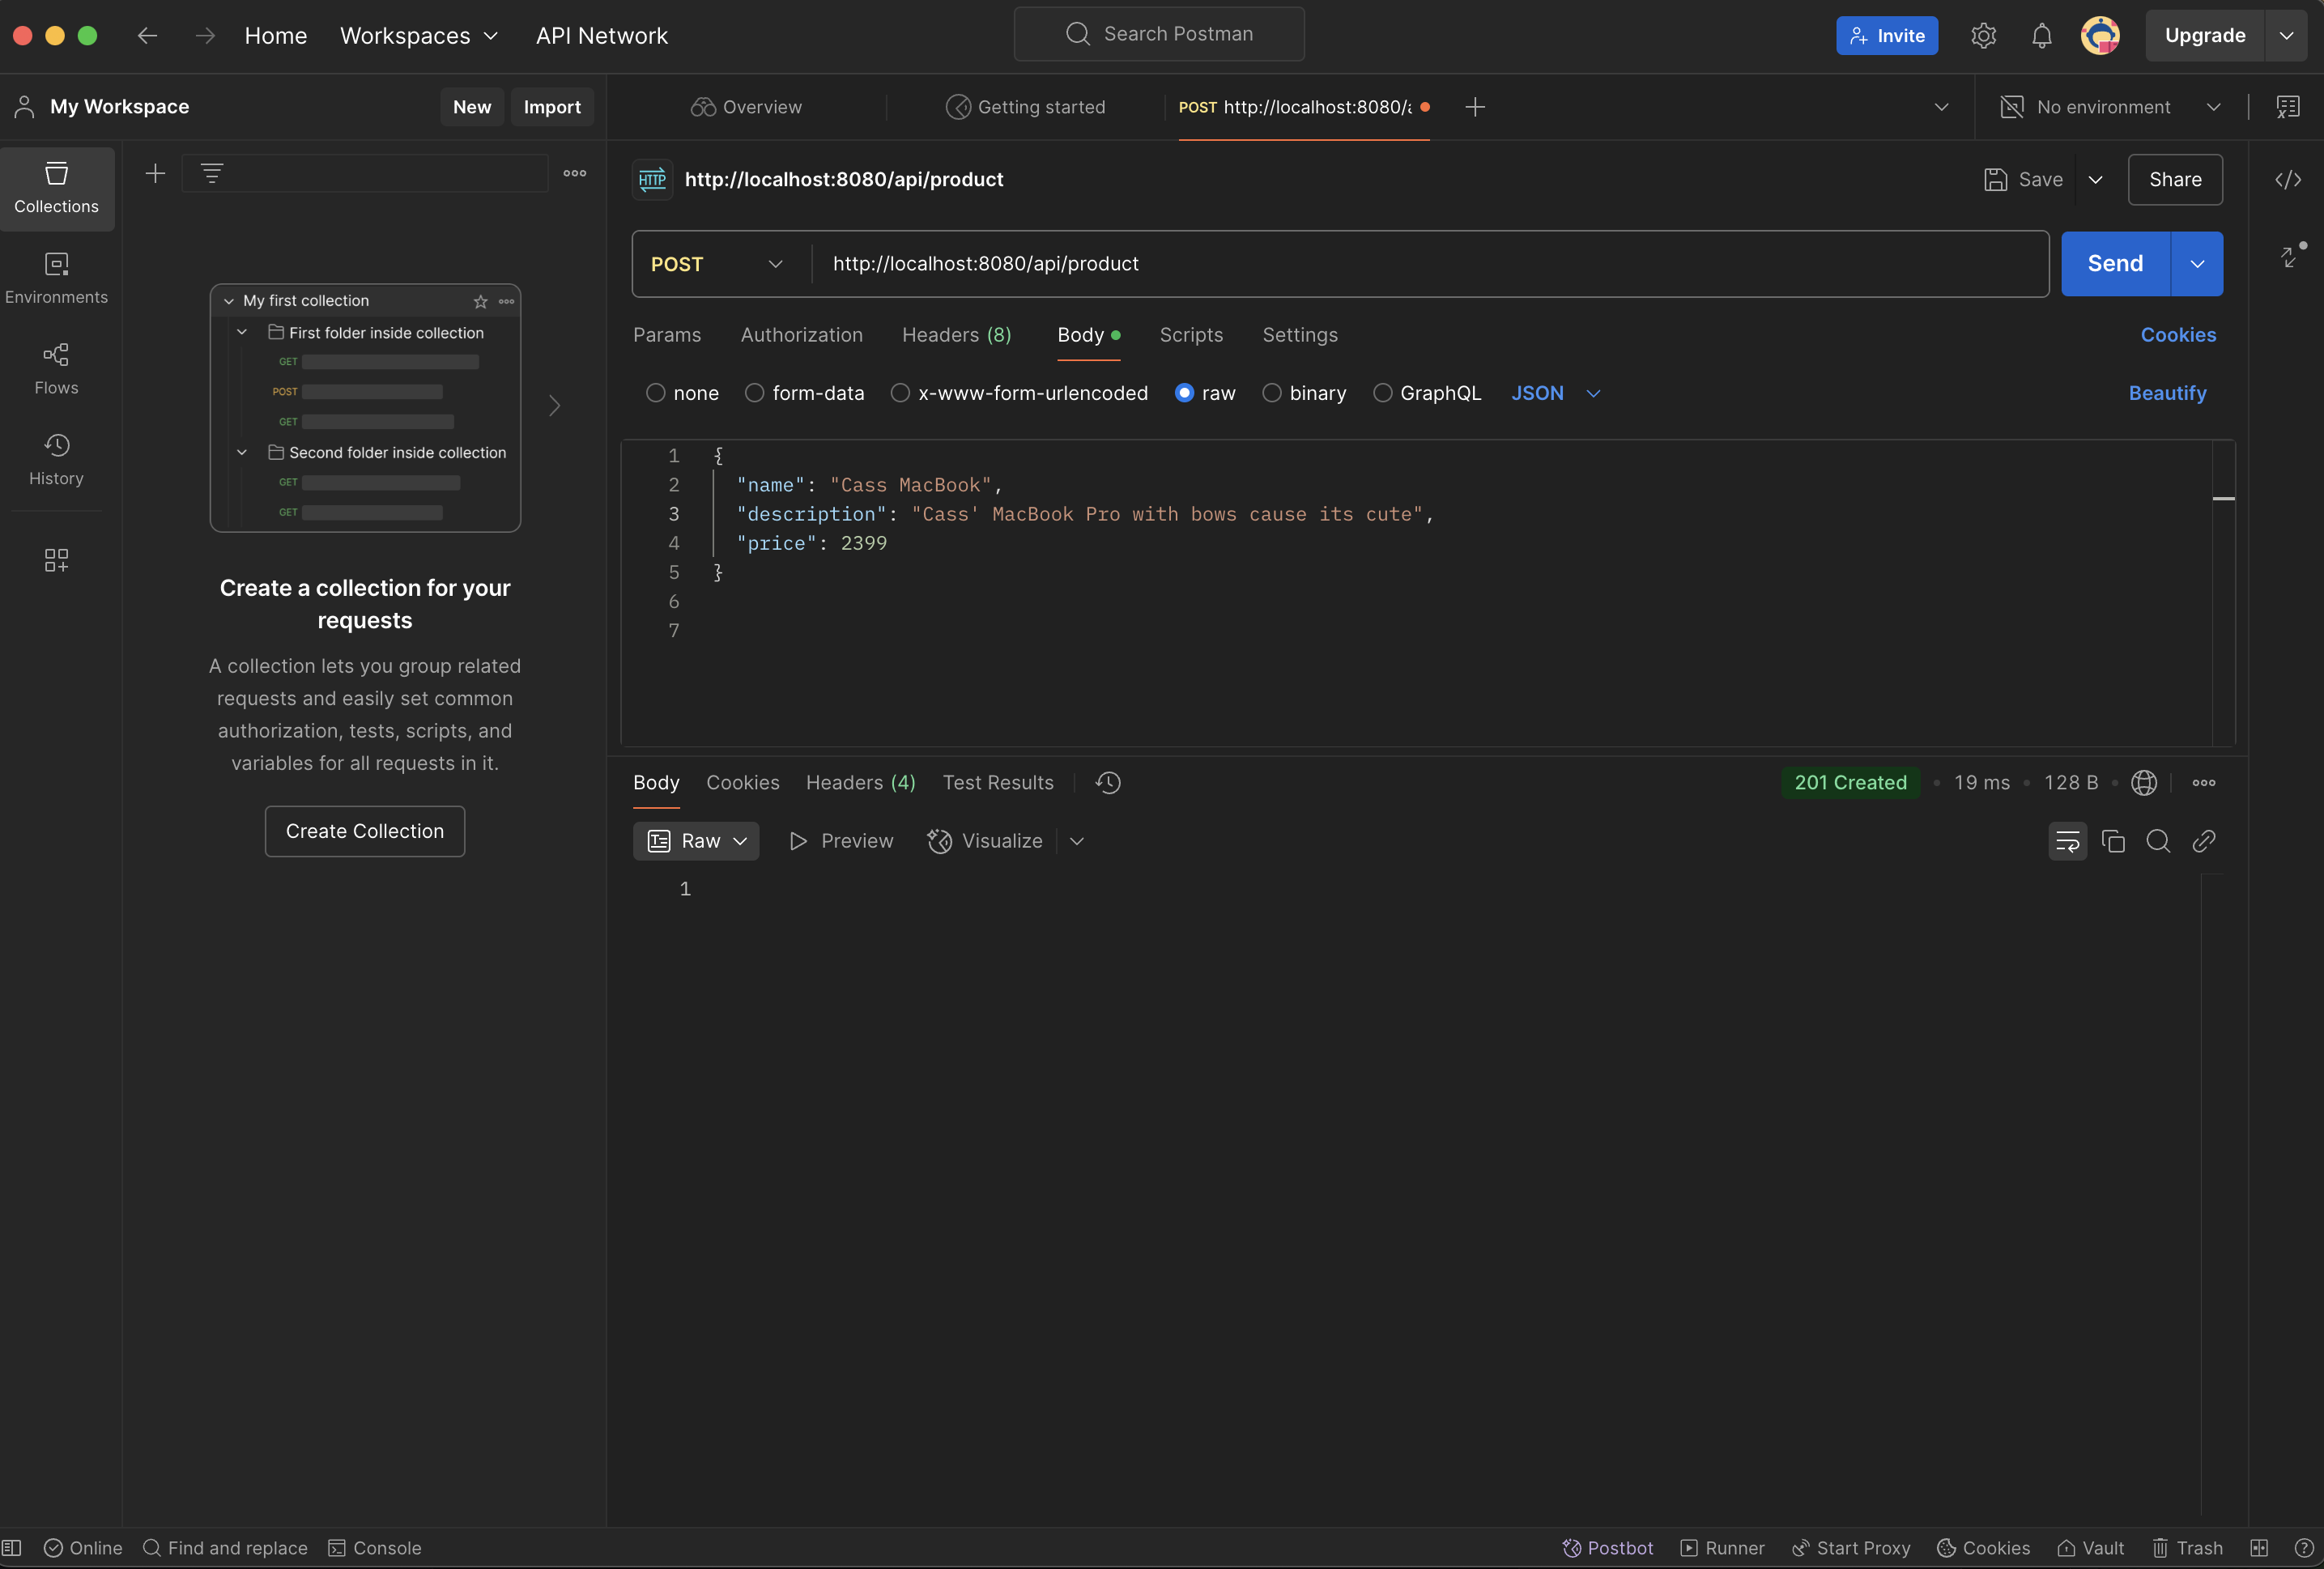 Home Workspaces API Network Search Postman Invite Upgrade
My Workspace New Import Overview Getting started POST http://localhost:8080/a No environment
Collections
Environments
Flows
History
My first collection
First folder inside collection
GET
POST
GET
Second folder inside collection
GET
GET
Create a collection for your
requests
A collection lets you group related
requests and easily set common
authorization, tests, scripts, and
variables for all requests in it.
Create Collection
HTTP http://localhost:8080/api/product Save Share
POST http://localhost:8080/api/product Send
Params Authorization Headers (8) Body Scripts Settings Cookies
none form-data x-www-form-urlencoded raw binary GraphQL JSON Beautify
1 {
2 "name": "Cass MacBook",
3 "description": "Cass' MacBook Pro with bows cause its cute",
4 "price": 2399
5 }
6
7
Body Cookies Headers (4) Test Results 201 Created 19 ms 128 B
Raw Preview Visualize
1
Online Find and replace Console Postbot Runner Start Proxy Cookies Vault Trash